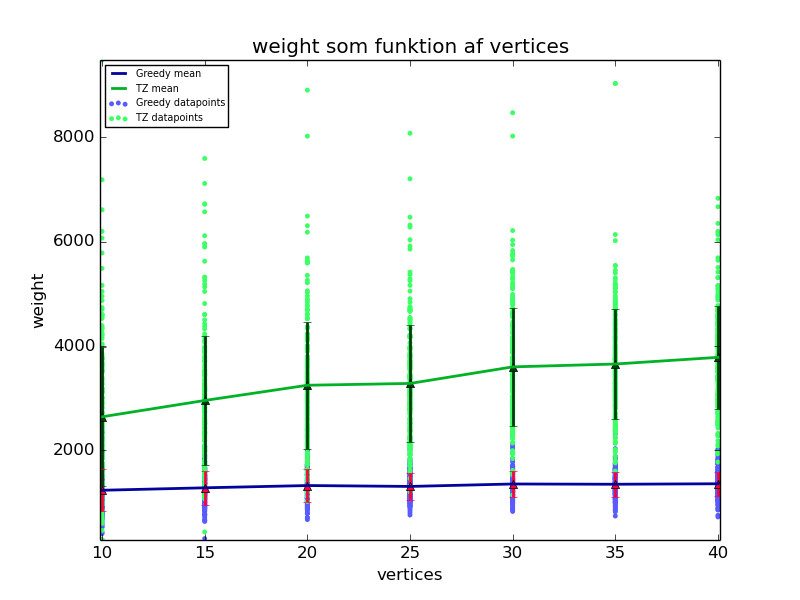 weight som funktion af vertices
Greedy mean
TZ mean
Greedy datapoints
TZ datapoints
8000
6000
4000
2000
weight
10 15 20 25 30 35 40
vertices